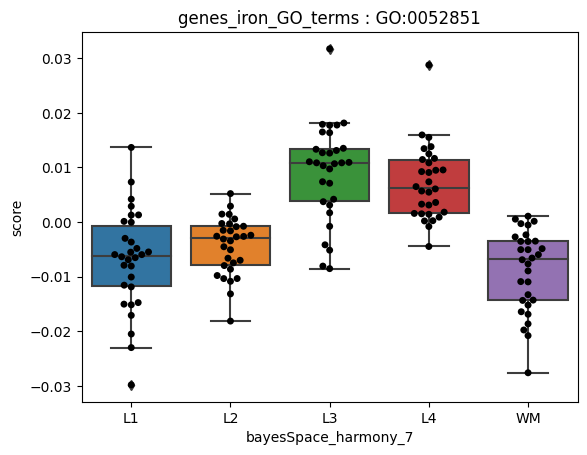 genes_iron_GO_terms : GO:0052851
0.03
0.02
0.01
0.00
−0.01
−0.02
−0.03
score
L1 L2 L3 L4 WM
bayesSpace_harmony_7